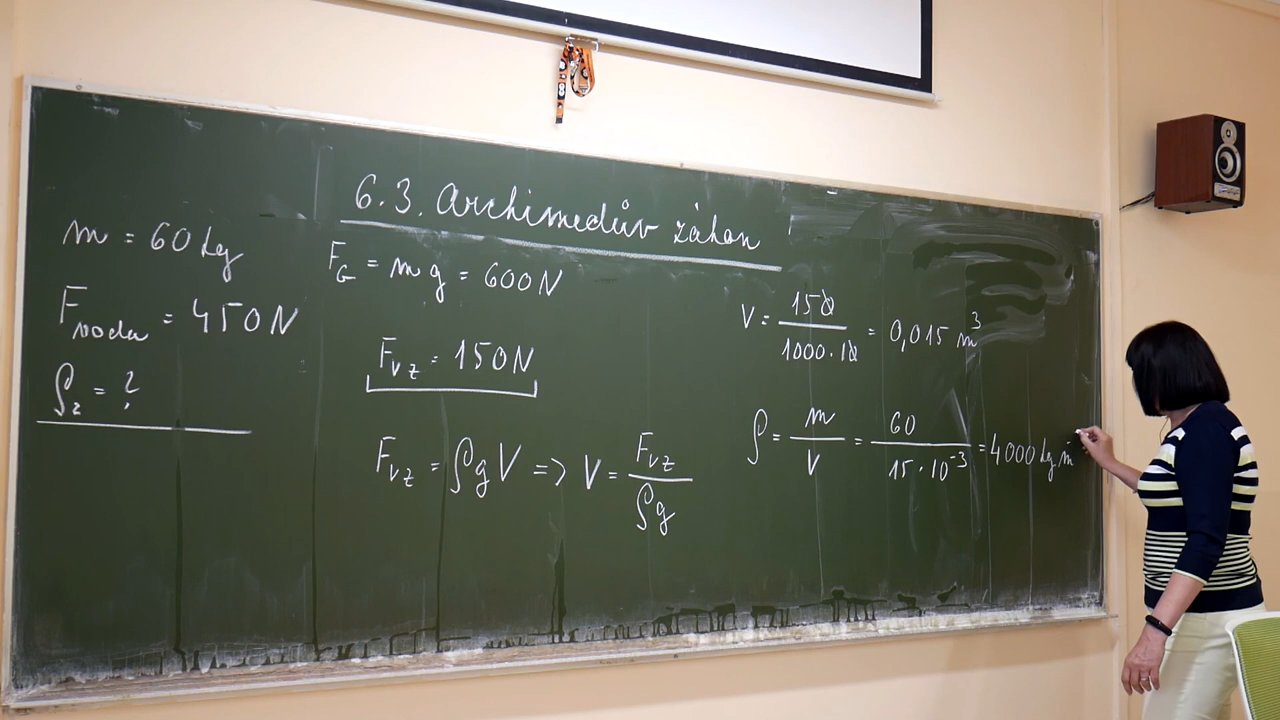 6.3. Archimedův zákon
m = 60 kg
F_voda = 450 N
ρ_z = ?
F_G = m g = 600 N
F_vz = 150 N
F_vz = ρ g V => V = F_vz / ρg
V = 150 / 1000 · 10 = 0,015 m³
ρ = m / V = 60 / 15 · 10⁻³ = 4000 kg m